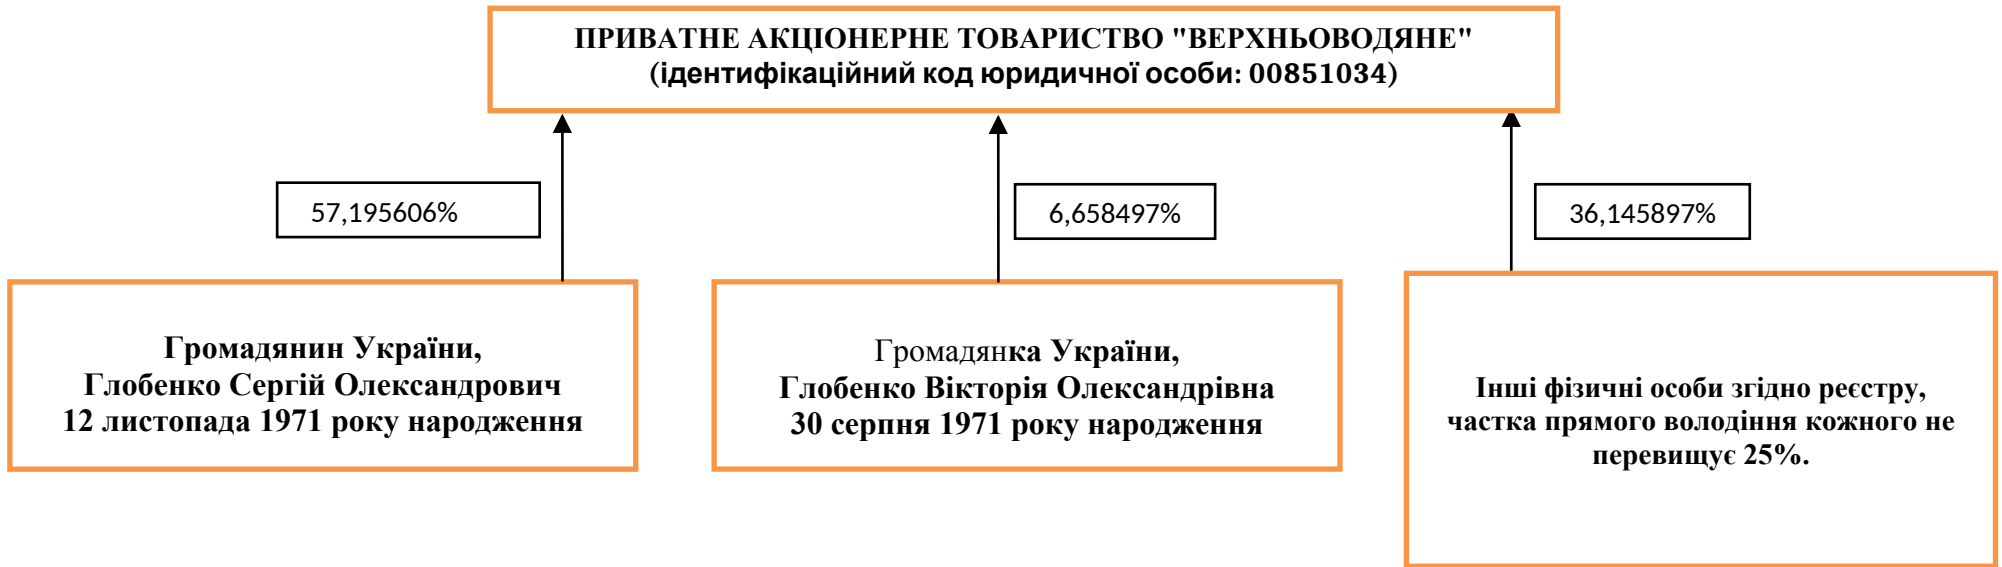 ПРИВАТНЕ АКЦІОНЕРНЕ ТОВАРИСТВО "ВЕРХНЬОВОДЯНЕ"
(ідентифікаційний код юридичної особи: 00851034)
57,195606%
6,658497%
36,145897%
Громадянин України,
Глобенко Сергій Олександрович
12 листопада 1971 року народження
Громадянка України,
Глобенко Вікторія Олександрівна
30 серпня 1971 року народження
Інші фізичні особи згідно реєстру,
частка прямого володіння кожного не
перевищує 25%.